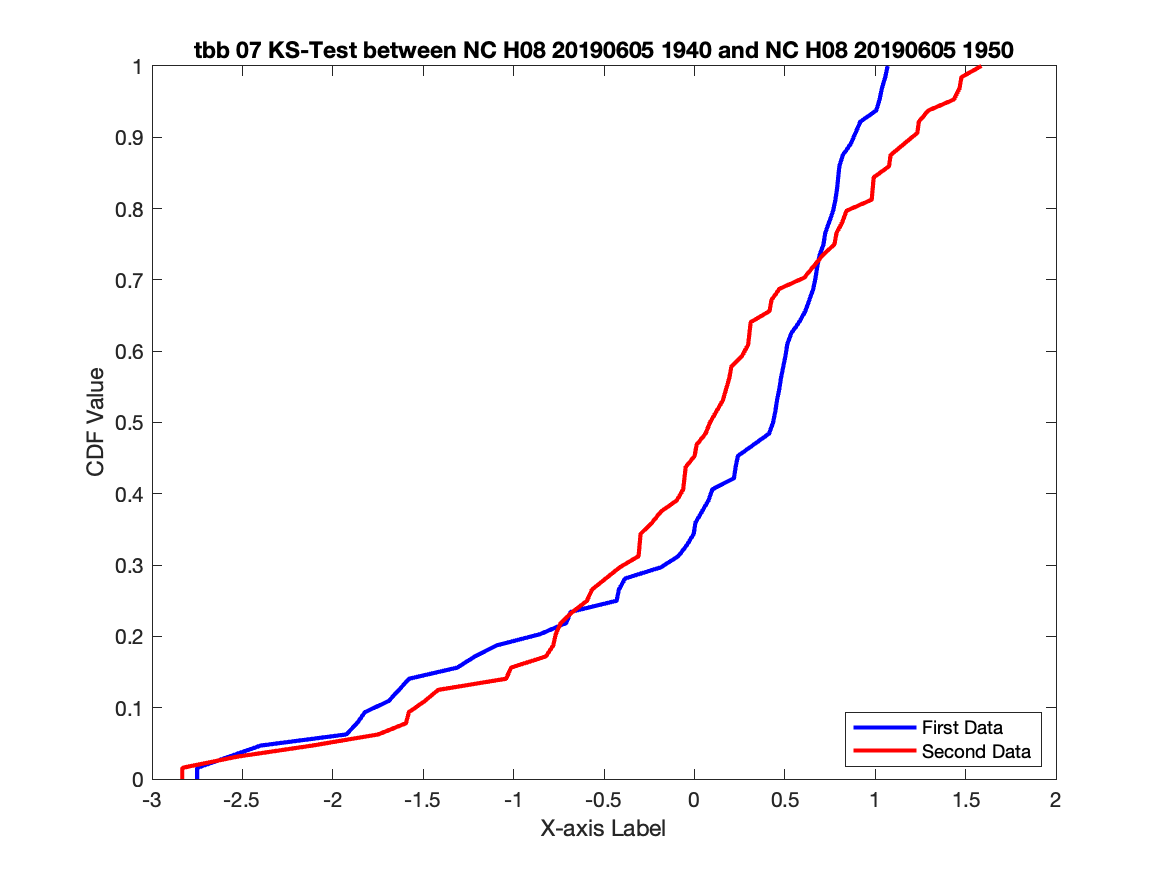 tbb 07 KS-Test between NC H08 20190605 1940 and NC H08 20190605 1950
1
0.9
0.8
0.7
0.6
0.5
0.4
0.3
0.2
0.1
0
CDF Value
First Data
Second Data
-3 -2.5 -2 -1.5 -1 -0.5 0 0.5 1 1.5 2
X-axis Label